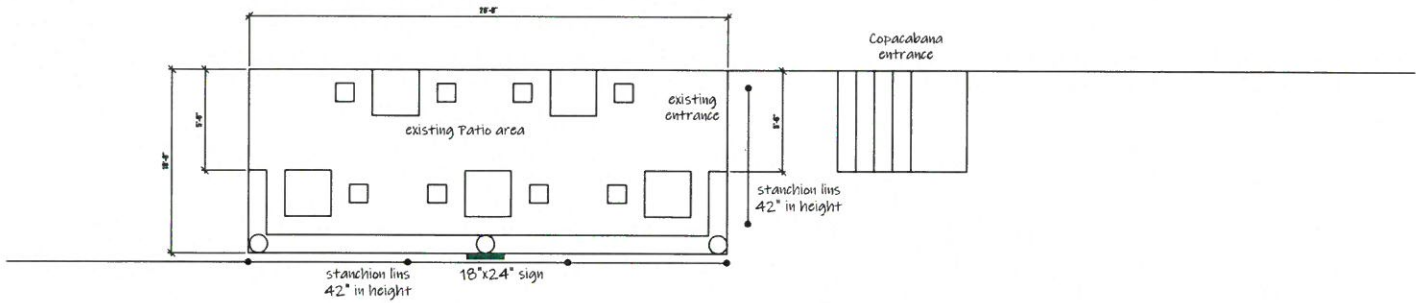 Copacabana
entrance
existing
entrance
existing Patio area
stanchion lins
42" in height
stanchion lins
42" in height
18"x24" sign